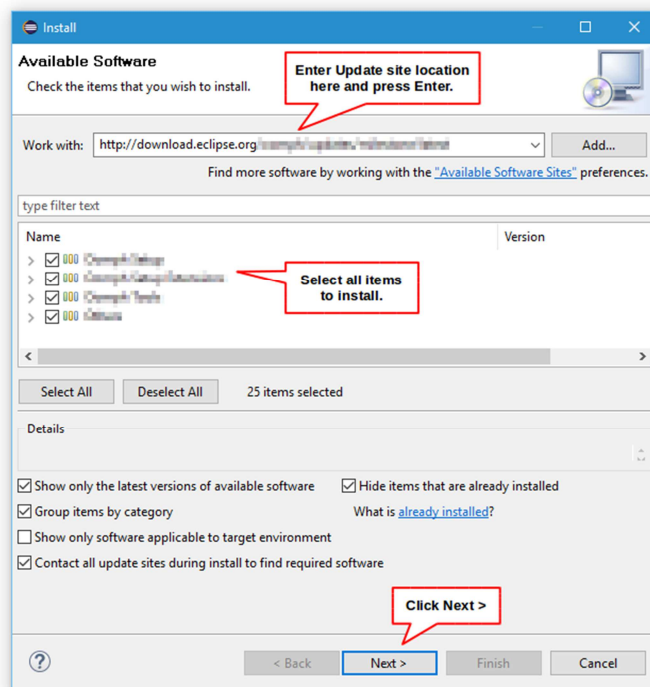 Install
Available Software
Check the items that you wish to install.
Enter Update site location
here and press Enter.
Work with:
http://download.eclipse.org
Add...
Find more software by working with the "Available Software Sites" preferences.
type filter text
Name
Version
Select all items
to install.
Select All
Deselect All
25 items selected
Details
Show only the latest versions of available software
Hide items that are already installed
Group items by category
What is already installed?
Show only software applicable to target environment
Contact all update sites during install to find required software
Click Next >
?
< Back
Next >
Finish
Cancel